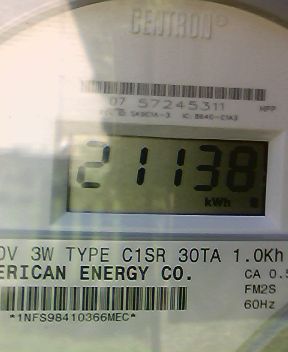 CENTRON®
07 57245311 MPP
21138
kWh
0V 3W TYPE C1SR 30TA 1.0Kh
ERICAN ENERGY CO.
CA 0.5
FM2S
60Hz
*1NFS98410366MEC*